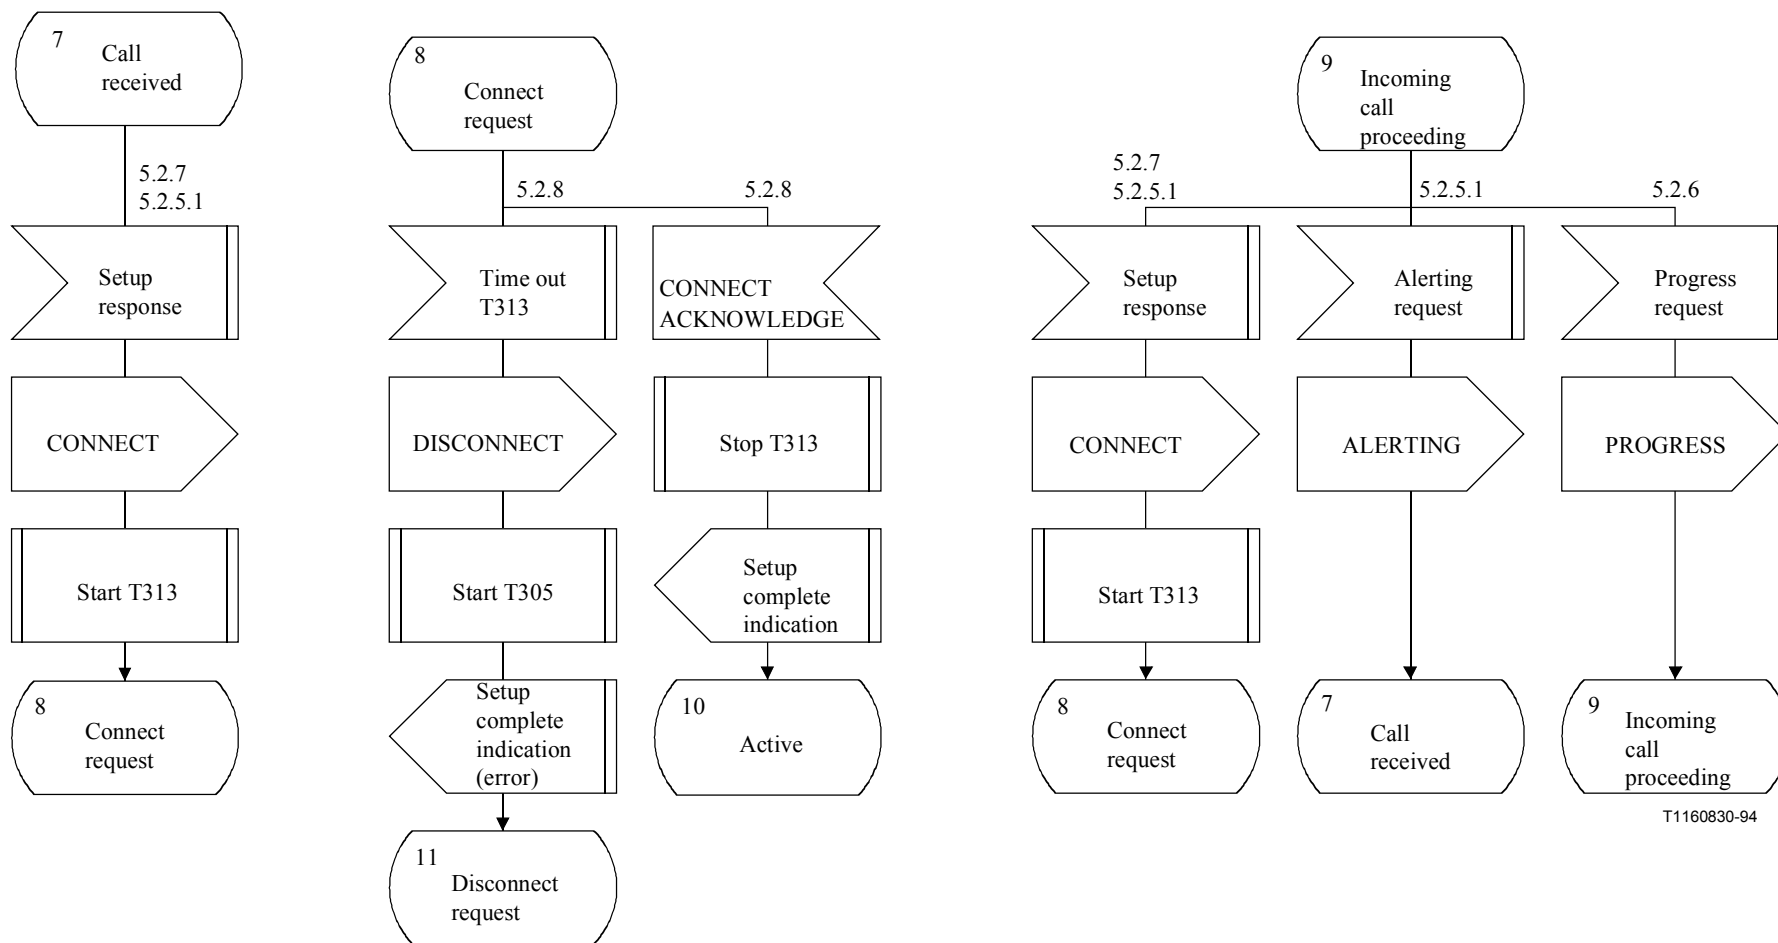 7
Call
received
5.2.7
5.2.5.1
Setup
response
CONNECT
Start T313
8
Connect
request
8
Connect
request
5.2.8
Time out
T313
DISCONNECT
Start T305
Setup
complete
indication
(error)
11
Disconnect
request
5.2.8
CONNECT
ACKNOWLEDGE
Stop T313
Setup
complete
indication
10
Active
9
Incoming
call
proceeding
5.2.7
5.2.5.1
Setup
response
CONNECT
Start T313
8
Connect
request
5.2.5.1
Alerting
request
ALERTING
7
Call
received
5.2.6
Progress
request
PROGRESS
9
Incoming
call
proceeding
T1160830-94